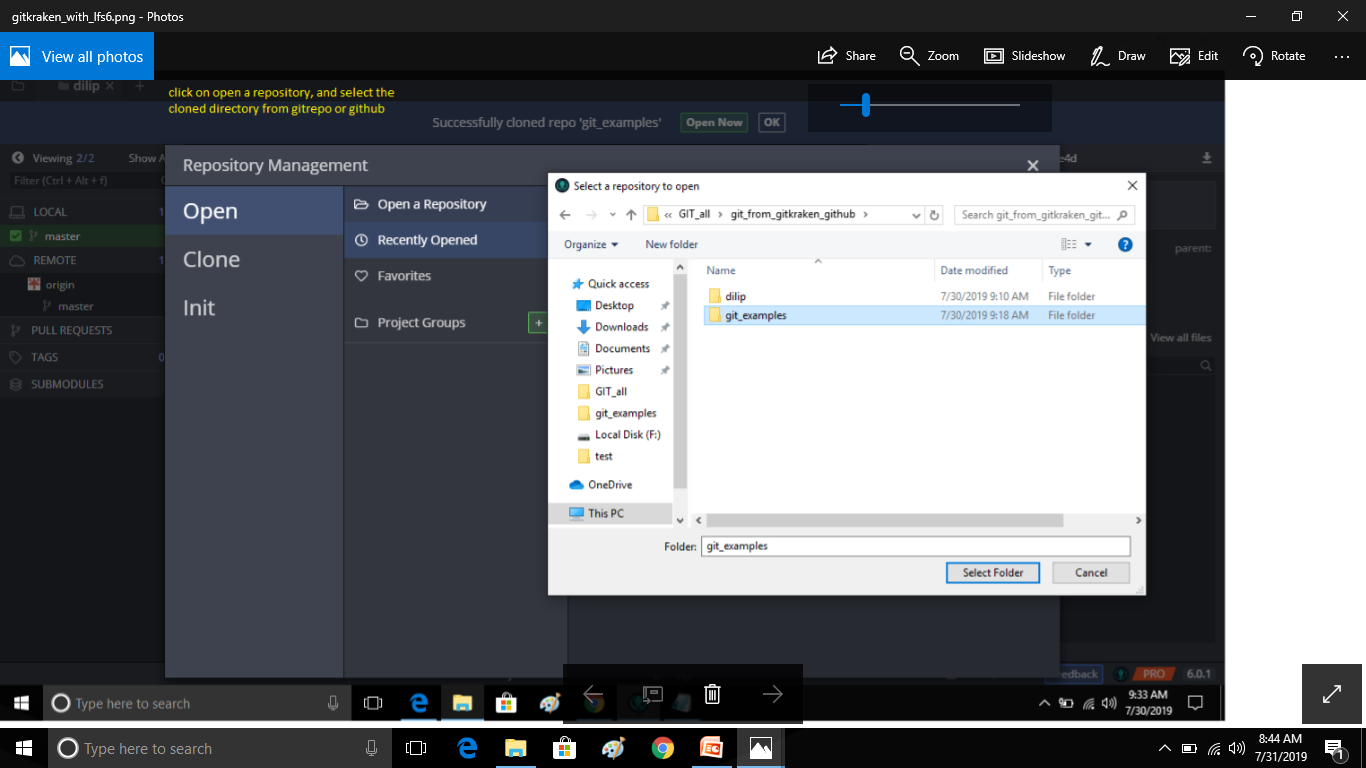 gitkraken_with_lfs6.png - Photos
View all photos
Share
Zoom
Slideshow
Draw
Edit
Rotate
dilip
click on open a repository, and select the
cloned directory from gitrepo or github
Successfully cloned repo 'git_examples'
Open Now
OK
Viewing 2/2
Show A
Filter (Ctrl + Alt + f)
LOCAL
1
master
REMOTE
1
origin
master
PULL REQUESTS
TAGS
0
SUBMODULES
Repository Management
Open
Clone
Init
Open a Repository
Recently Opened
Favorites
Project Groups
e4d
parent:
View all files
Select a repository to open
« GIT_all › git_from_gitkraken_github ›
Search git_from_gitkraken_git...
Organize
New folder
Name
Date modified
Type
dilip
7/30/2019 9:10 AM
File folder
git_examples
7/30/2019 9:18 AM
File folder
Quick access
Desktop
Downloads
Documents
Pictures
GIT_all
git_examples
Local Disk (F:)
test
OneDrive
This PC
Folder:
git_examples
Select Folder
Cancel
edback
PRO
6.0.1
Type here to search
9:33 AM
7/30/2019
Type here to search
8:44 AM
7/31/2019
1